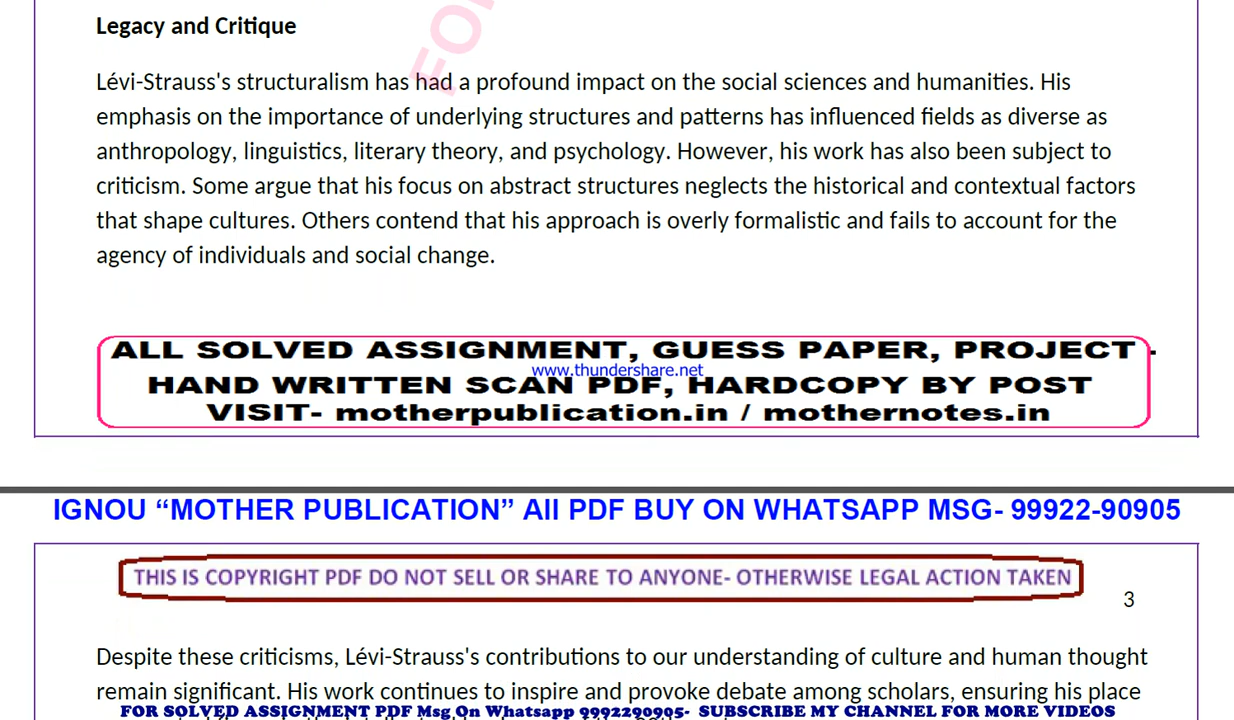 Legacy and Critique
FO
Lévi-Strauss's structuralism has had a profound impact on the social sciences and humanities. His
emphasis on the importance of underlying structures and patterns has influenced fields as diverse as
anthropology, linguistics, literary theory, and psychology. However, his work has also been subject to
criticism. Some argue that his focus on abstract structures neglects the historical and contextual factors
that shape cultures. Others contend that his approach is overly formalistic and fails to account for the
agency of individuals and social change.
ALL SOLVED ASSIGNMENT, GUESS PAPER, PROJECT -
www.thundershare.net
HAND WRITTEN SCAN PDF, HARDCOPY BY POST
VISIT- motherpublication.in / mothernotes.in
IGNOU “MOTHER PUBLICATION” All PDF BUY ON WHATSAPP MSG- 99922-90905
THIS IS COPYRIGHT PDF DO NOT SELL OR SHARE TO ANYONE- OTHERWISE LEGAL ACTION TAKEN
3
Despite these criticisms, Lévi-Strauss's contributions to our understanding of culture and human thought
remain significant. His work continues to inspire and provoke debate among scholars, ensuring his place
FOR SOLVED ASSIGNMENT PDF Msg On Whatsapp 9992290905- SUBSCRIBE MY CHANNEL FOR MORE VIDEOS